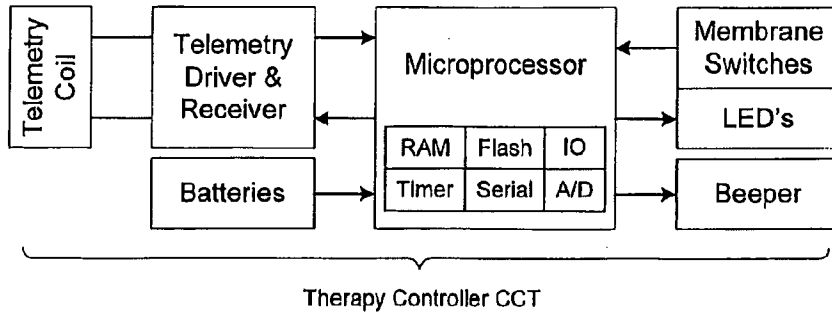 Telemetry
Coil
Telemetry
Driver &
Receiver
Batteries
Microprocessor
RAM Flash IO
Timer Serial A/D
Membrane
Switches
LED's
Beeper
Therapy Controller CCT